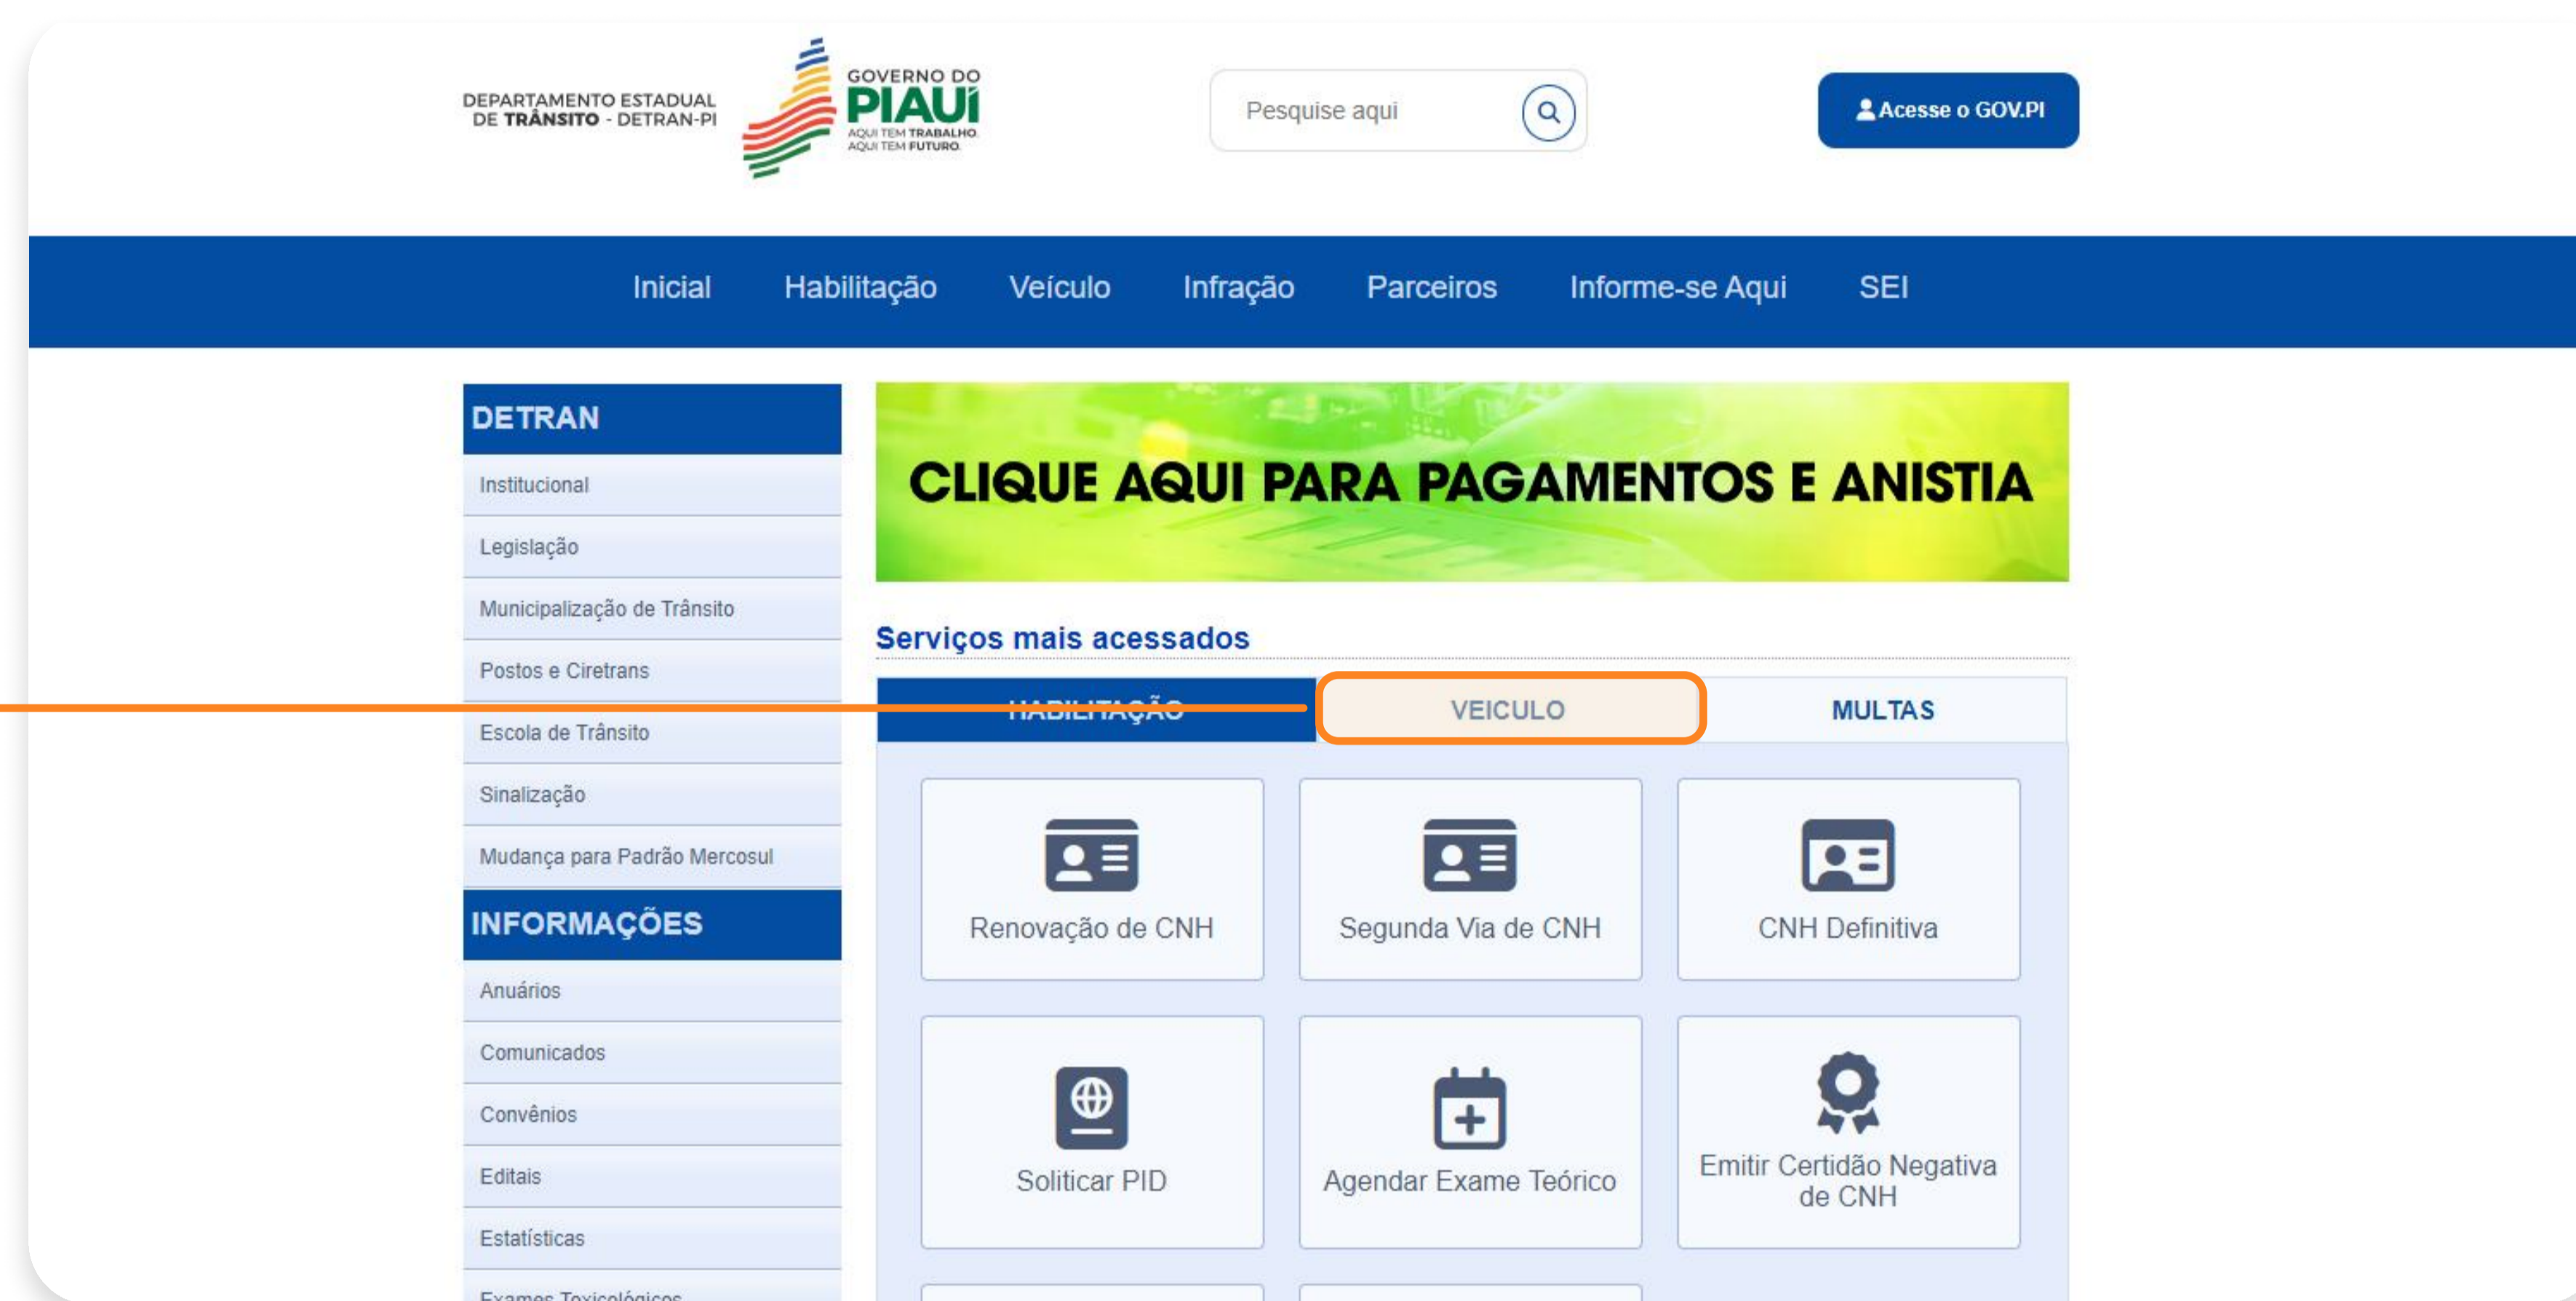 DEPARTAMENTO ESTADUAL
DE TRÂNSITO - DETRAN-PI
GOVERNO DO
PIAUÍ
AQUI TEM TRABALHO.
AQUI TEM FUTURO.
Pesquise aqui
Acesse o GOV.PI
Inicial Habilitação Veículo Infração Parceiros Informe-se Aqui SEI
DETRAN
Institucional
Legislação
Municipalização de Trânsito
Postos e Ciretrans
Escola de Trânsito
Sinalização
Mudança para Padrão Mercosul
INFORMAÇÕES
Anuários
Comunicados
Convênios
Editais
Estatísticas
Exames Toxicológicos
CLIQUE AQUI PARA PAGAMENTOS E ANISTIA
Serviços mais acessados
HABILITAÇÃO VEICULO MULTAS
Renovação de CNH
Segunda Via de CNH
CNH Definitiva
Soliticar PID
Agendar Exame Teórico
Emitir Certidão Negativa
de CNH